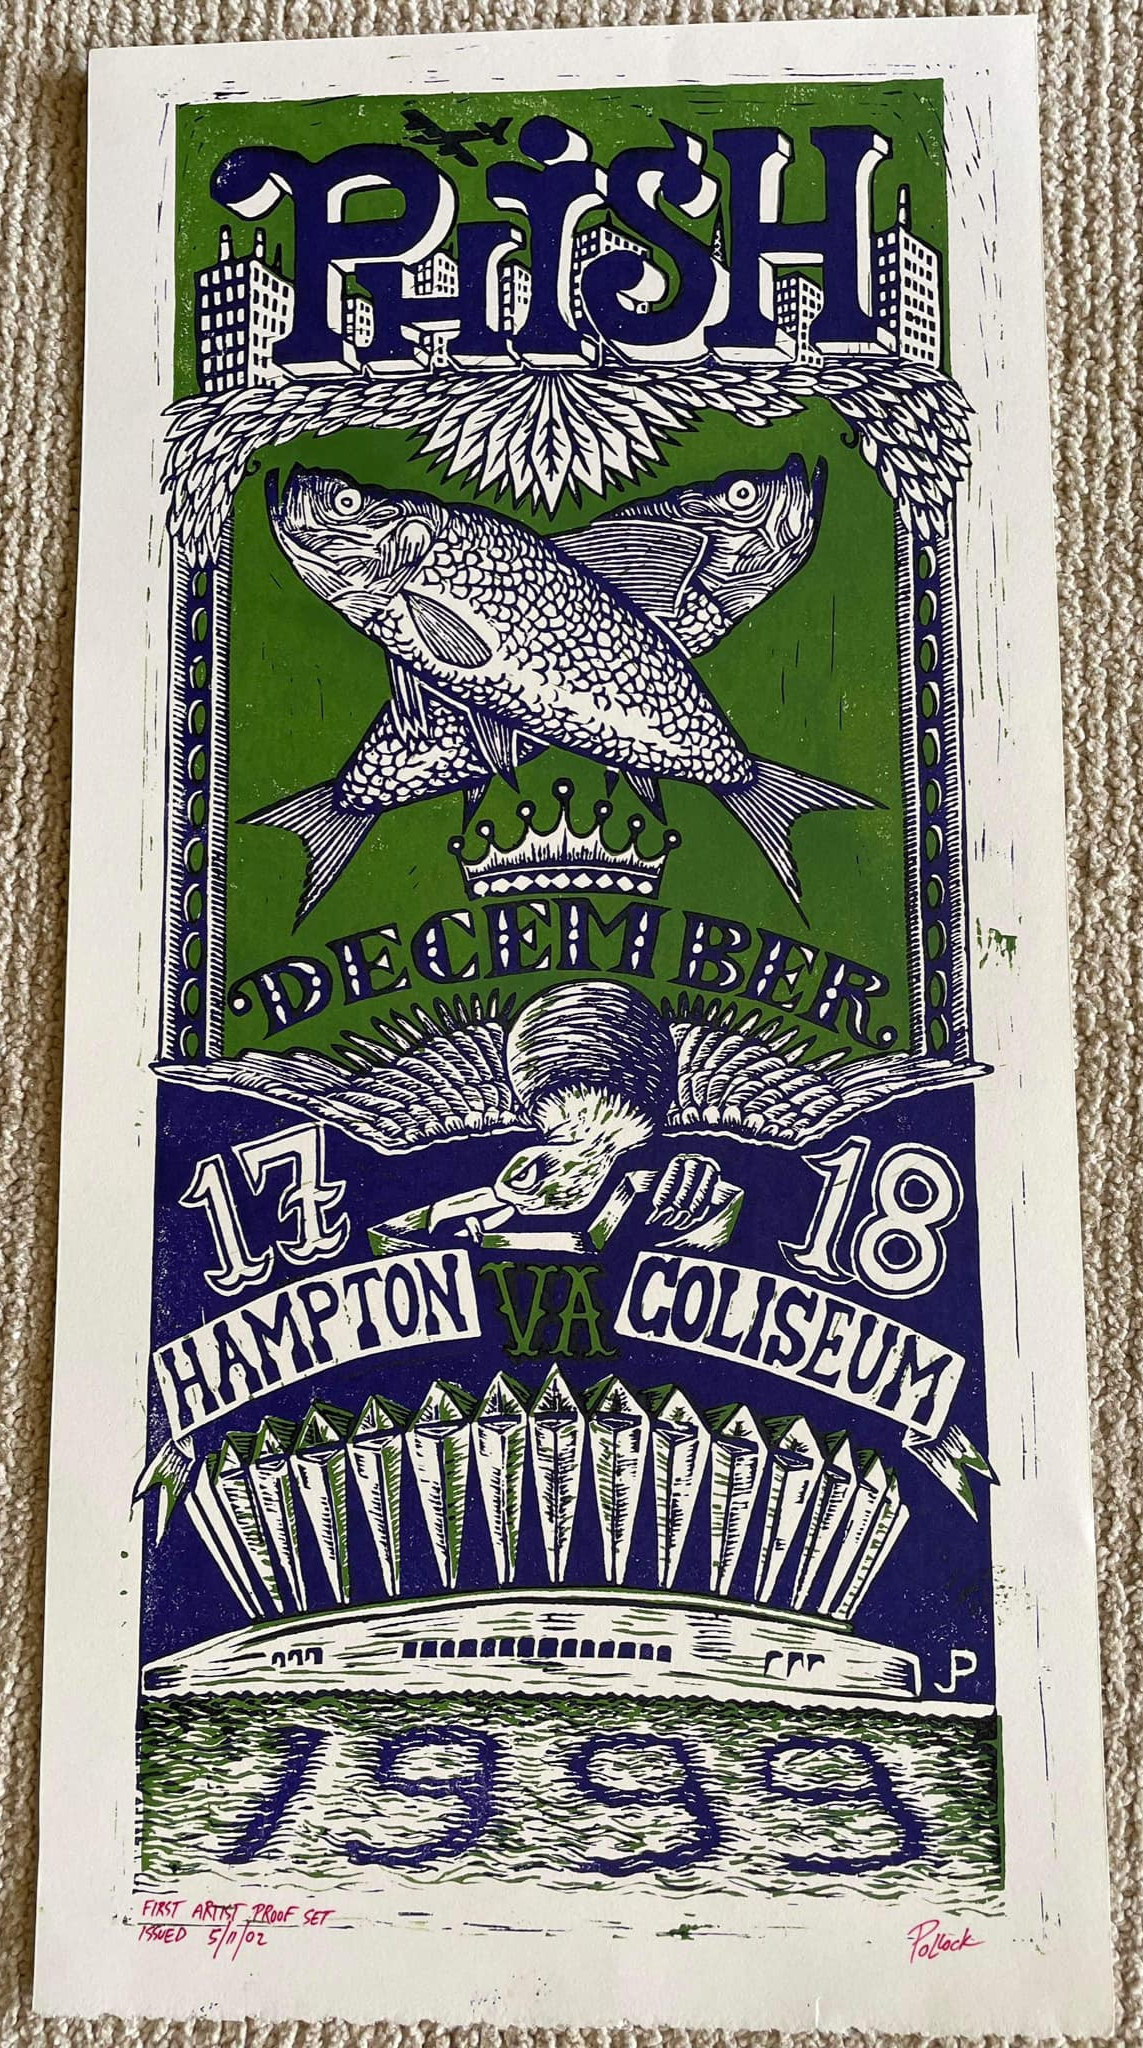 PHiSH
DECEMBER.
17 18
HAMPTON VA COLISEUM
JP
1999
FIRST ARTIST PROOF SET
ISSUED 5/11/02
Pollock